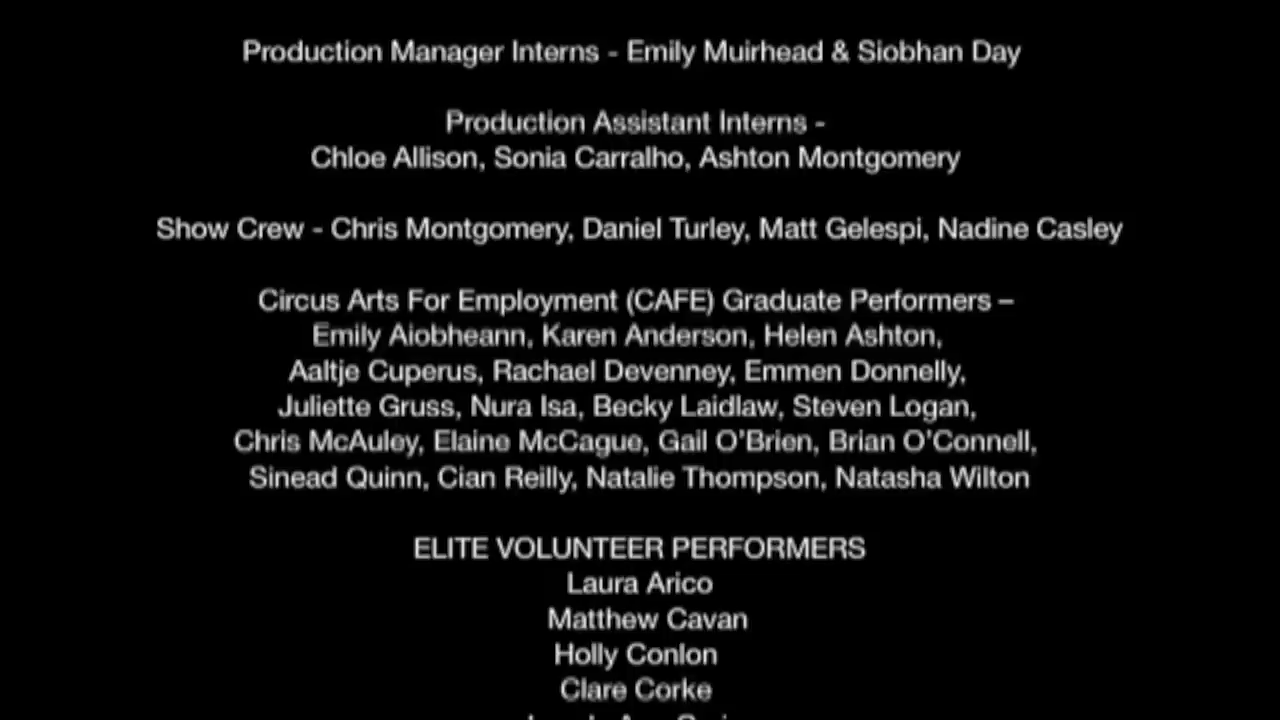 Production Manager Interns - Emily Muirhead & Siobhan Day
Production Assistant Interns -
Chloe Allison, Sonia Carralho, Ashton Montgomery
Show Crew - Chris Montgomery, Daniel Turley, Matt Gelespi, Nadine Casley
Circus Arts For Employment (CAFE) Graduate Performers –
Emily Aiobheann, Karen Anderson, Helen Ashton,
Aaltje Cuperus, Rachael Devenney, Emmen Donnelly,
Juliette Gruss, Nura Isa, Becky Laidlaw, Steven Logan,
Chris McAuley, Elaine McCague, Gail O'Brien, Brian O'Connell,
Sinead Quinn, Cian Reilly, Natalie Thompson, Natasha Wilton
ELITE VOLUNTEER PERFORMERS
Laura Arico
Matthew Cavan
Holly Conlon
Clare Corke